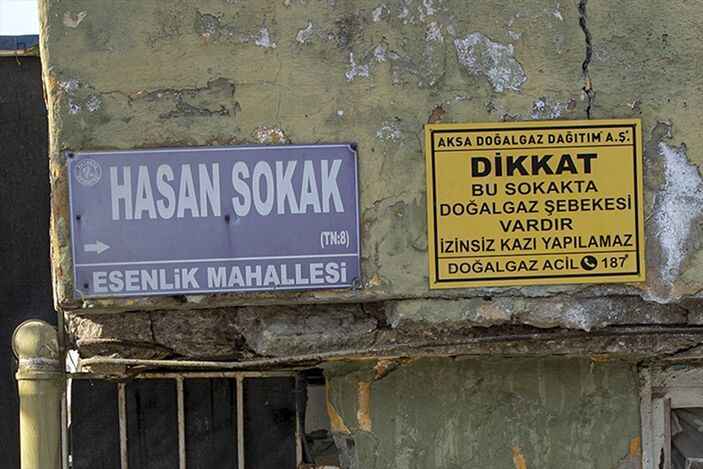 HASAN SOKAK
(TN:8)
ESENLİK MAHALLESİ
AKSA DOĞALGAZ DAĞITIM A.Ş.
DİKKAT
BU SOKAKTA
DOĞALGAZ ŞEBEKESİ
VARDIR
İZİNSİZ KAZI YAPILAMAZ
DOĞALGAZ ACİL 187